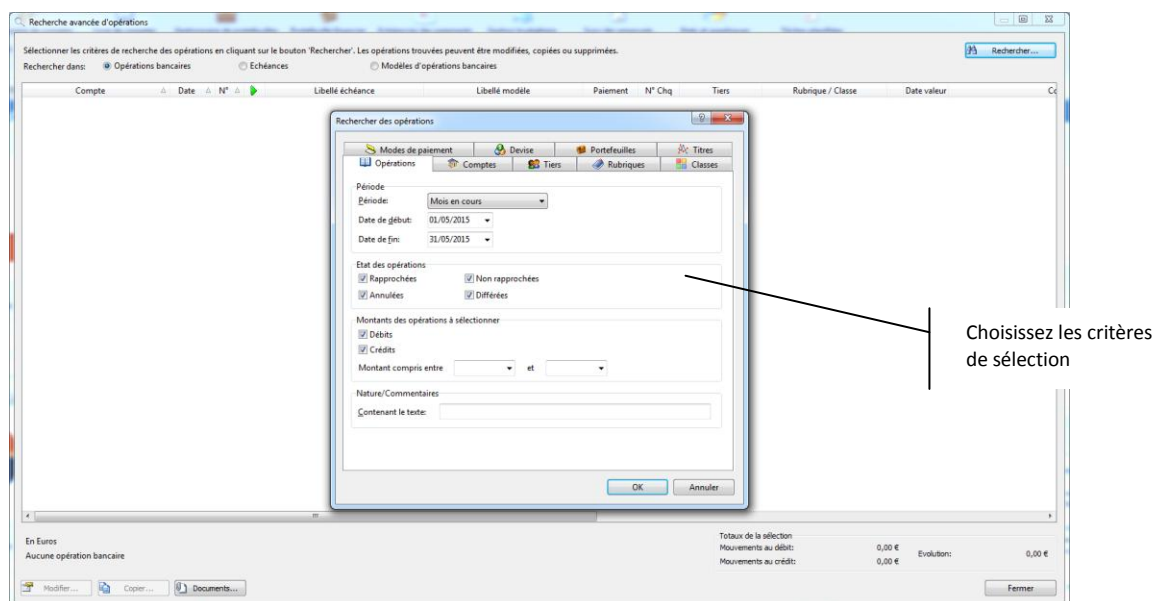 Recherche avancée d'opérations
Sélectionner les critères de recherche des opérations en cliquant sur le bouton 'Rechercher'. Les opérations trouvées peuvent être modifiées, copiées ou supprimées.
Rechercher...
Rechercher dans: Opérations bancaires Echéances Modèles d'opérations bancaires
Compte Date N° Libellé échéance Libellé modèle Paiement N° Chq Tiers Rubrique / Classe Date valeur
Rechercher des opérations
Modes de paiement Devise Portefeuilles Titres
Opérations Comptes Tiers Rubriques Classes
Période
Période: Mois en cours
Date de début: 01/05/2015
Date de fin: 31/05/2015
Etat des opérations
Rapprochées Non rapprochées
Annulées Différées
Montants des opérations à sélectionner
Débits
Crédits
Montant compris entre et
Nature/Commentaires
Contenant le texte:
OK Annuler
Choisissez les critères
de sélection
En Euros
Aucune opération bancaire
Totaux de la sélection
Mouvements au débit: 0,00 €
Mouvements au crédit: 0,00 €
Evolution: 0,00 €
Modifier... Copier... Documents... Fermer